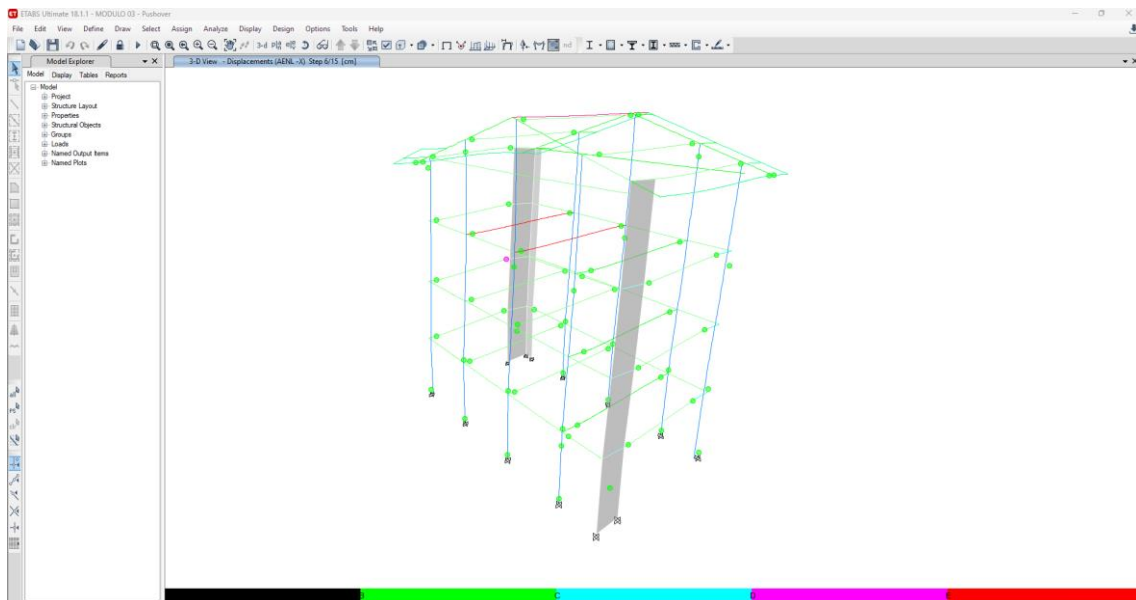 ETABS Ultimate 18.1.1 - MODULO 03 - Pushover
File Edit View Define Draw Select Assign Analyze Display Design Options Tools Help
Model Explorer
3-D View - Displacements (AENL -X) Step 6/15 [cm]
Model Display Tables Reports
Model
Project
Structure Layout
Properties
Structural Objects
Groups
Loads
Named Output Items
Named Plots
B C D E